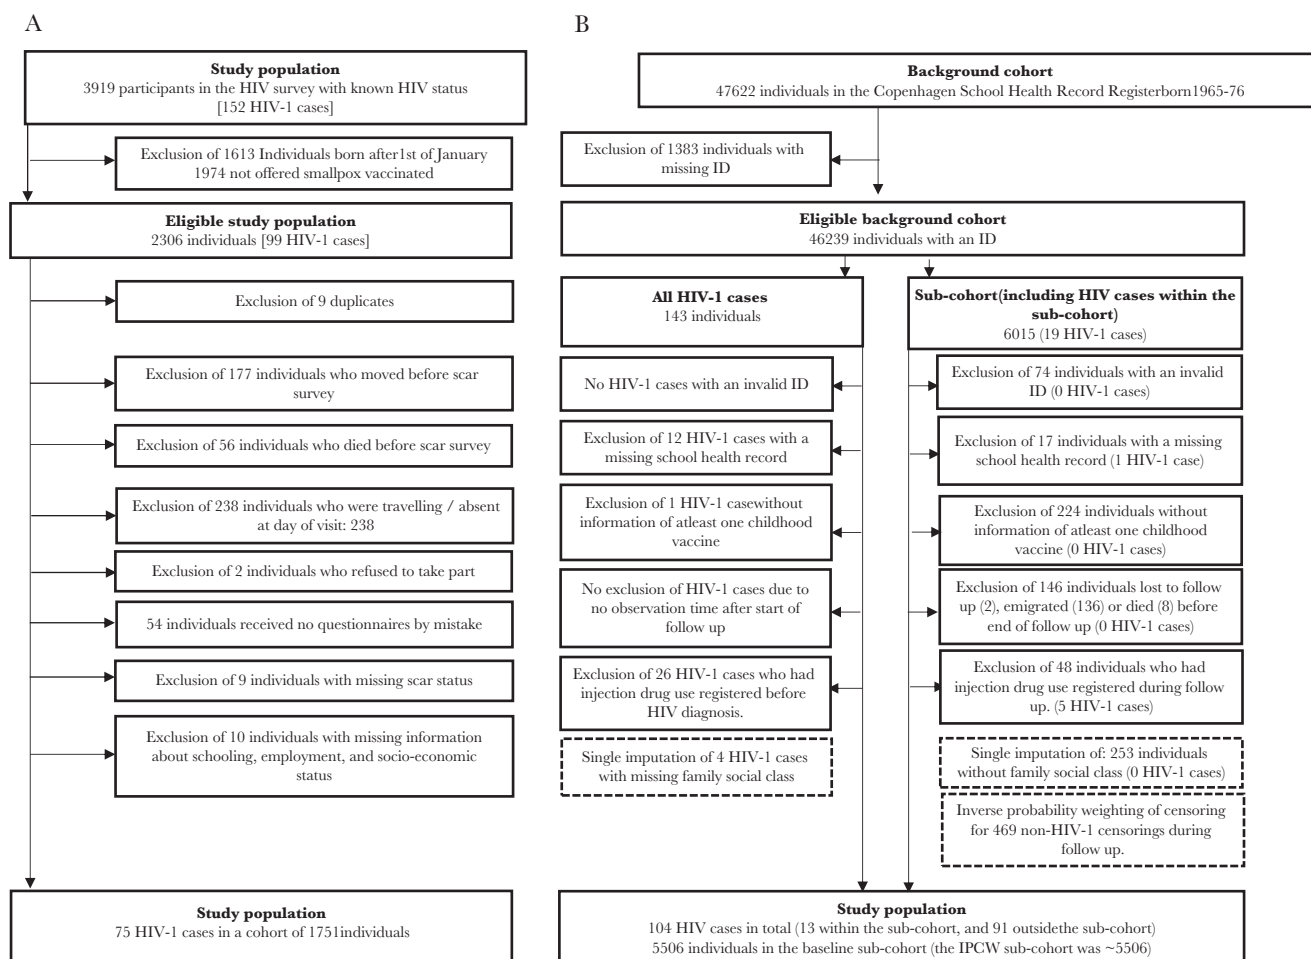 A
Study population
3919 participants in the HIV survey with known HIV status
[152 HIV-1 cases]
Exclusion of 1613 Individuals born after1st of January
1974 not offered smallpox vaccinated
Eligible study population
2306 individuals [99 HIV-1 cases]
Exclusion of 9 duplicates
Exclusion of 177 individuals who moved before scar
survey
Exclusion of 56 individuals who died before scar survey
Exclusion of 238 individuals who were travelling / absent
at day of visit: 238
Exclusion of 2 individuals who refused to take part
54 individuals received no questionnaires by mistake
Exclusion of 9 individuals with missing scar status
Exclusion of 10 individuals with missing information
about schooling, employment, and socio-economic
status
Study population
75 HIV-1 cases in a cohort of 1751individuals
B
Background cohort
47622 individuals in the Copenhagen School Health Record Registerborn1965-76
Exclusion of 1383 individuals with
missing ID
Eligible background cohort
46239 individuals with an ID
All HIV-1 cases
143 individuals
No HIV-1 cases with an invalid ID
Exclusion of 12 HIV-1 cases with a
missing school health record
Exclusion of 1 HIV-1 casewithout
information of atleast one childhood
vaccine
No exclusion of HIV-1 cases due to
no observation time after start of
follow up
Exclusion of 26 HIV-1 cases who had
injection drug use registered before
HIV diagnosis.
Single imputation of 4 HIV-1 cases
with missing family social class
Sub-cohort(including HIV cases within the
sub-cohort)
6015 (19 HIV-1 cases)
Exclusion of 74 individuals with an invalid
ID (0 HIV-1 cases)
Exclusion of 17 individuals with a missing
school health record (1 HIV-1 case)
Exclusion of 224 individuals without
information of atleast one childhood
vaccine (0 HIV-1 cases)
Exclusion of 146 individuals lost to follow
up (2), emigrated (136) or died (8) before
end of follow up (0 HIV-1 cases)
Exclusion of 48 individuals who had
injection drug use registered during follow
up. (5 HIV-1 cases)
Single imputation of: 253 individuals
without family social class (0 HIV-1 cases)
Inverse probability weighting of censoring
for 469 non-HIV-1 censorings during
follow up.
Study population
104 HIV cases in total (13 within the sub-cohort, and 91 outsidethe sub-cohort)
5506 individuals in the baseline sub-cohort (the IPCW sub-cohort was ~5506)